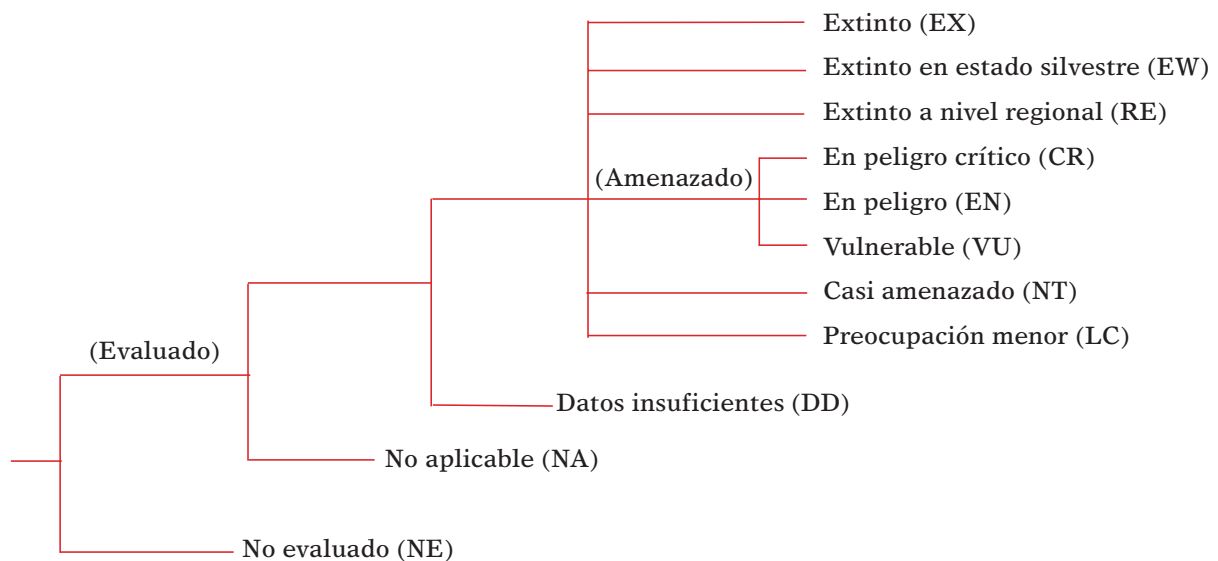 Extinto (EX)
Extinto en estado silvestre (EW)
Extinto a nivel regional (RE)
En peligro crítico (CR)
(Amenazado)
En peligro (EN)
Vulnerable (VU)
Casi amenazado (NT)
Preocupación menor (LC)
(Evaluado)
Datos insuficientes (DD)
No aplicable (NA)
No evaluado (NE)